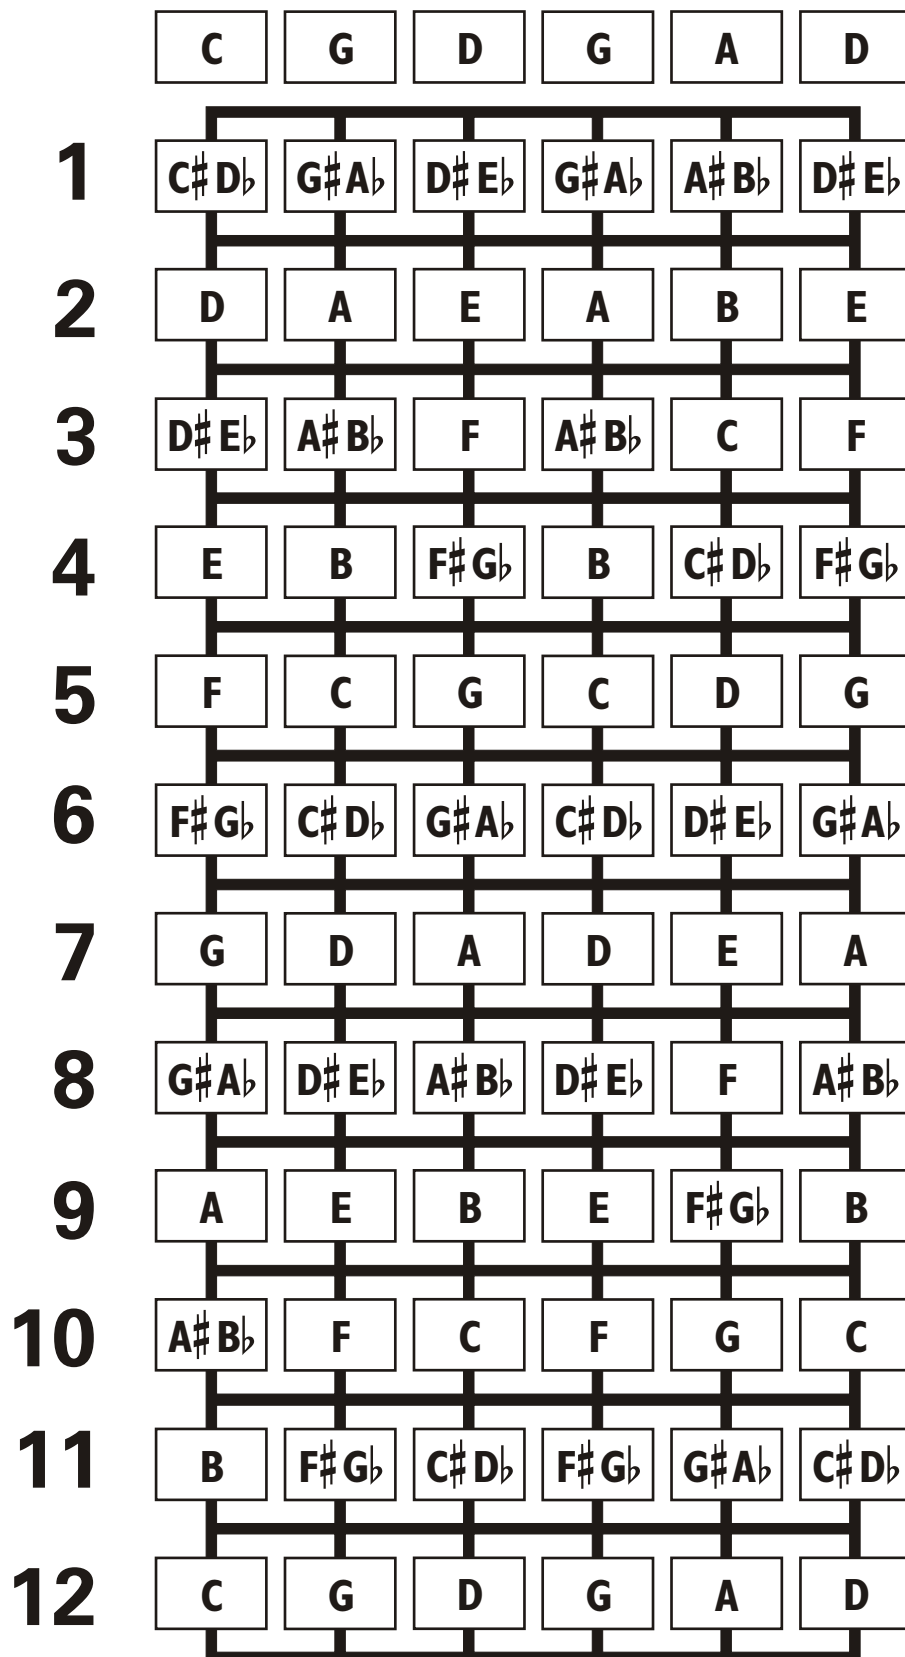 C G D G A D
1 C♯D♭ G♯A♭ D♯E♭ G♯A♭ A♯B♭ D♯E♭
2 D A E A B E
3 D♯E♭ A♯B♭ F A♯B♭ C F
4 E B F♯G♭ B C♯D♭ F♯G♭
5 F C G C D G
6 F♯G♭ C♯D♭ G♯A♭ C♯D♭ D♯E♭ G♯A♭
7 G D A D E A
8 G♯A♭ D♯E♭ A♯B♭ D♯E♭ F A♯B♭
9 A E B E F♯G♭ B
10 A♯B♭ F C F G C
11 B F♯G♭ C♯D♭ F♯G♭ G♯A♭ C♯D♭
12 C G D G A D